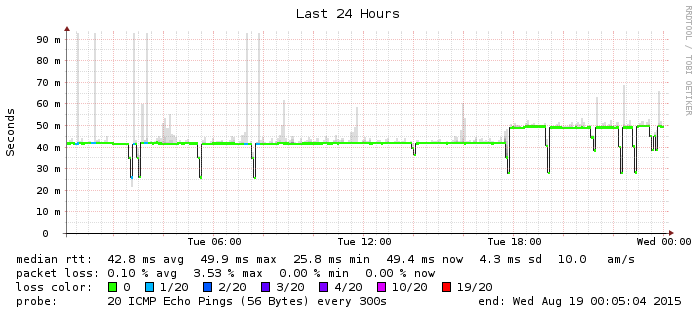 Last 24 Hours
RRDTOOL / TOBI OETIKER
Seconds
90 m
80 m
70 m
60 m
50 m
40 m
30 m
20 m
10 m
0
Tue 06:00 Tue 12:00 Tue 18:00 Wed 00:00
median rtt: 42.8 ms avg 49.9 ms max 25.8 ms min 49.4 ms now 4.3 ms sd 10.0 am/s
packet loss: 0.10 % avg 3.53 % max 0.00 % min 0.00 % now
loss color: 0 1/20 2/20 3/20 4/20 10/20 19/20
probe: 20 ICMP Echo Pings (56 Bytes) every 300s end: Wed Aug 19 00:05:04 2015